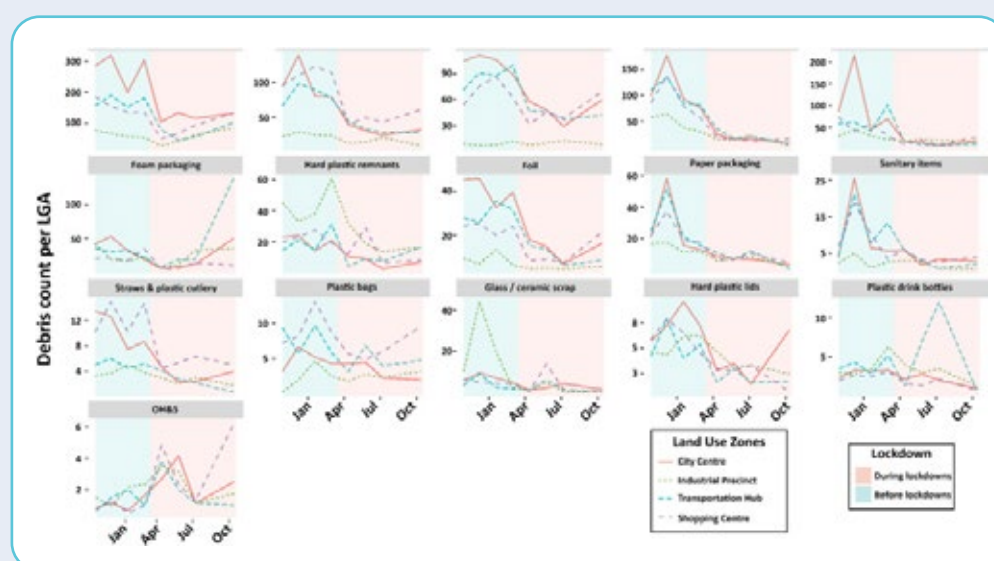 300 100 90 150 200
200 50 60 100 150
100 30 50 100
50
Foam packaging Hard plastic remnants Foil Paper packaging Sanitary items
100 60 40 60 25
50 40 20 40 15
20 20 5
Straws & plastic cutlery Plastic bags Glass / ceramic scrap Hard plastic lids Plastic drink bottles
12 10 40 8 10
8 5 20 5 5
4 3
Jan Apr Jul Oct Jan Apr Jul Oct Jan Apr Jul Oct Jan Apr Jul Oct
OH&S
6
4
2
Jan Apr Jul Oct
Debris count per LGA
Land Use Zones
City Centre
Industrial Precinct
Transportation Hub
Shopping Centre
Lockdown
During lockdowns
Before lockdowns